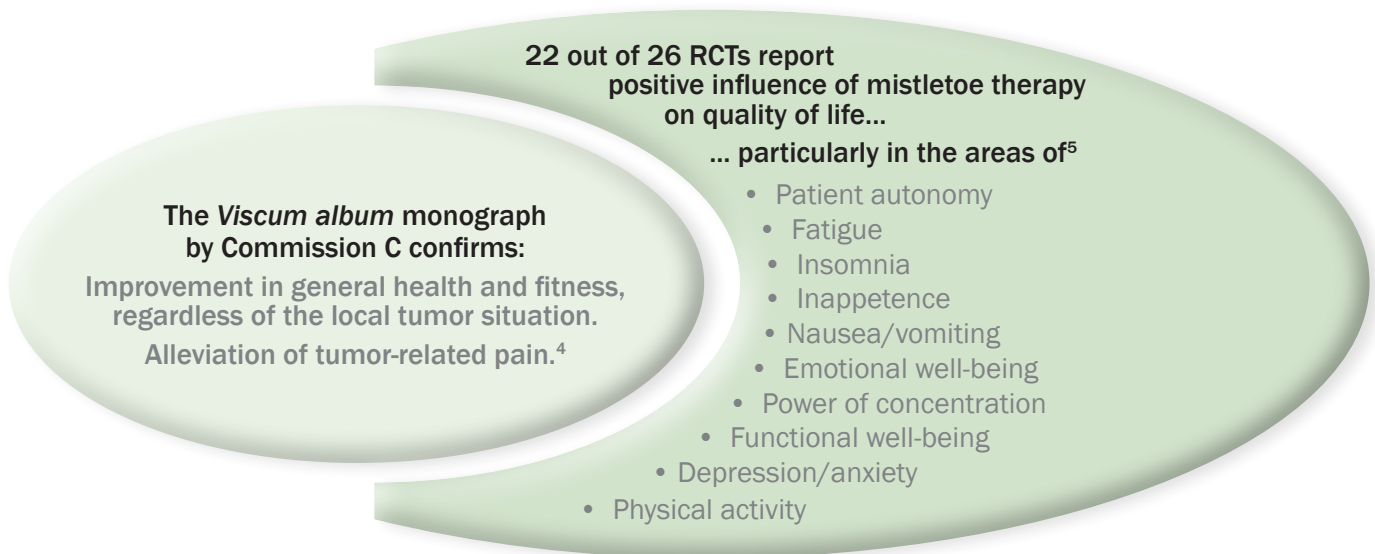 The Viscum album monograph
by Commission C confirms:
Improvement in general health and fitness,
regardless of the local tumor situation.
Alleviation of tumor-related pain.4
22 out of 26 RCTs report
positive influence of mistletoe therapy
on quality of life...
... particularly in the areas of5
• Patient autonomy
• Fatigue
• Insomnia
• Inappetence
• Nausea/vomiting
• Emotional well-being
• Power of concentration
• Functional well-being
• Depression/anxiety
• Physical activity